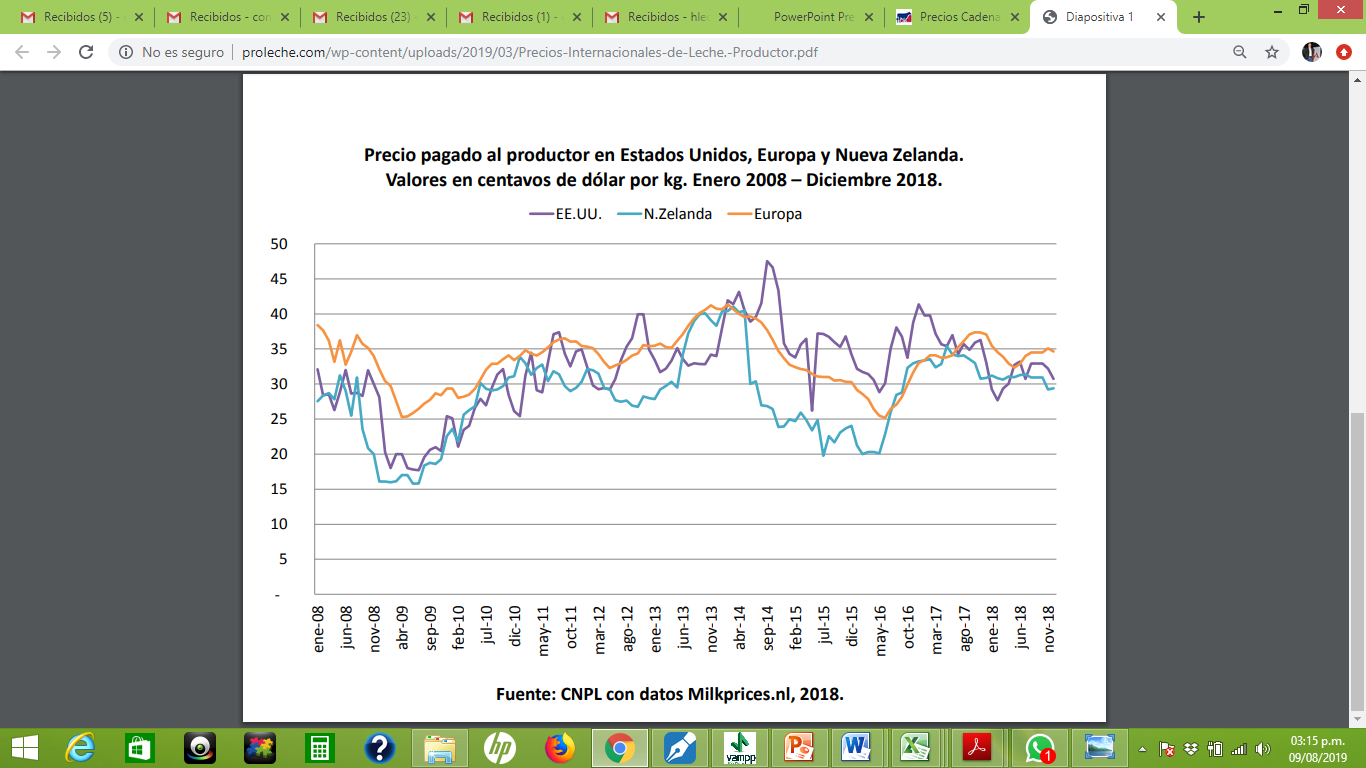 Recibidos (5) -
Recibidos - con
Recibidos (23)
Recibidos (1) -
Recibidos - hle
PowerPoint Pre
Precios Cadena
Diapositiva 1
No es seguro
proleche.com/wp-content/uploads/2019/03/Precios-Internacionales-de-Leche.-Productor.pdf
Precio pagado al productor en Estados Unidos, Europa y Nueva Zelanda.
Valores en centavos de dólar por kg. Enero 2008 – Diciembre 2018.
EE.UU.
N.Zelanda
Europa
50
45
40
35
30
25
20
15
10
5
-
ene-08
jun-08
nov-08
abr-09
sep-09
feb-10
jul-10
dic-10
may-11
oct-11
mar-12
ago-12
ene-13
jun-13
nov-13
abr-14
sep-14
feb-15
jul-15
dic-15
may-16
oct-16
mar-17
ago-17
ene-18
jun-18
nov-18
Fuente: CNPL con datos Milkprices.nl, 2018.
hp
vampp
1
03:15 p.m.
09/08/2019